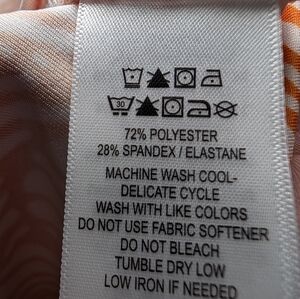 30
72% POLYESTER
28% SPANDEX / ELASTANE
MACHINE WASH COOL-
DELICATE CYCLE
WASH WITH LIKE COLORS
DO NOT USE FABRIC SOFTENER
DO NOT BLEACH
TUMBLE DRY LOW
LOW IRON IF NEEDED